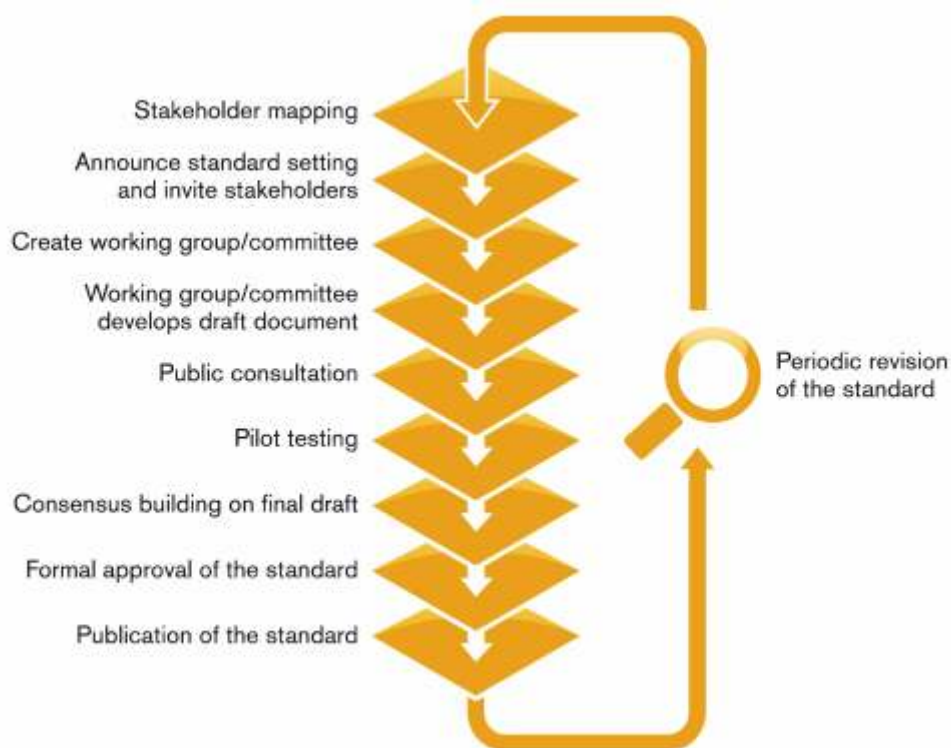 Stakeholder mapping
Announce standard setting
and invite stakeholders
Create working group/committee
Working group/committee
develops draft document
Public consultation
Pilot testing
Consensus building on final draft
Formal approval of the standard
Publication of the standard
Periodic revision
of the standard